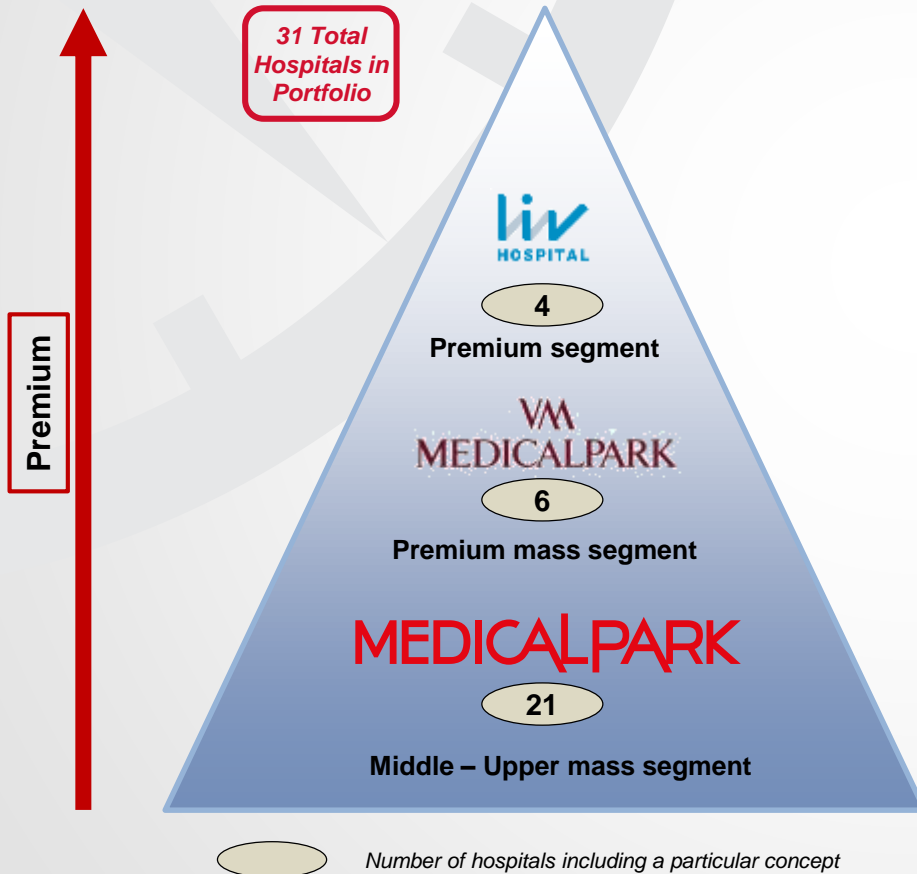 31 Total
Hospitals in
Portfolio
liv
HOSPITAL
4
Premium segment
Premium
VM
MEDICALPARK
6
Premium mass segment
MEDICALPARK
21
Middle – Upper mass segment
Number of hospitals including a particular concept